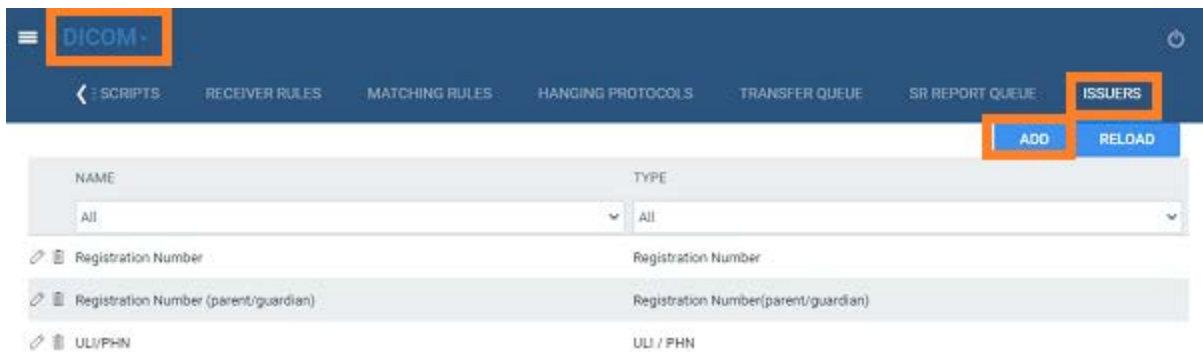 DICOM
SCRIPTS RECEIVER RULES MATCHING RULES HANGING PROTOCOLS TRANSFER QUEUE SR REPORT QUEUE ISSUERS
ADD RELOAD
NAME TYPE
All All
Registration Number Registration Number
Registration Number (parent/guardian) Registration Number(parent/guardian)
ULI/PHN ULI / PHN